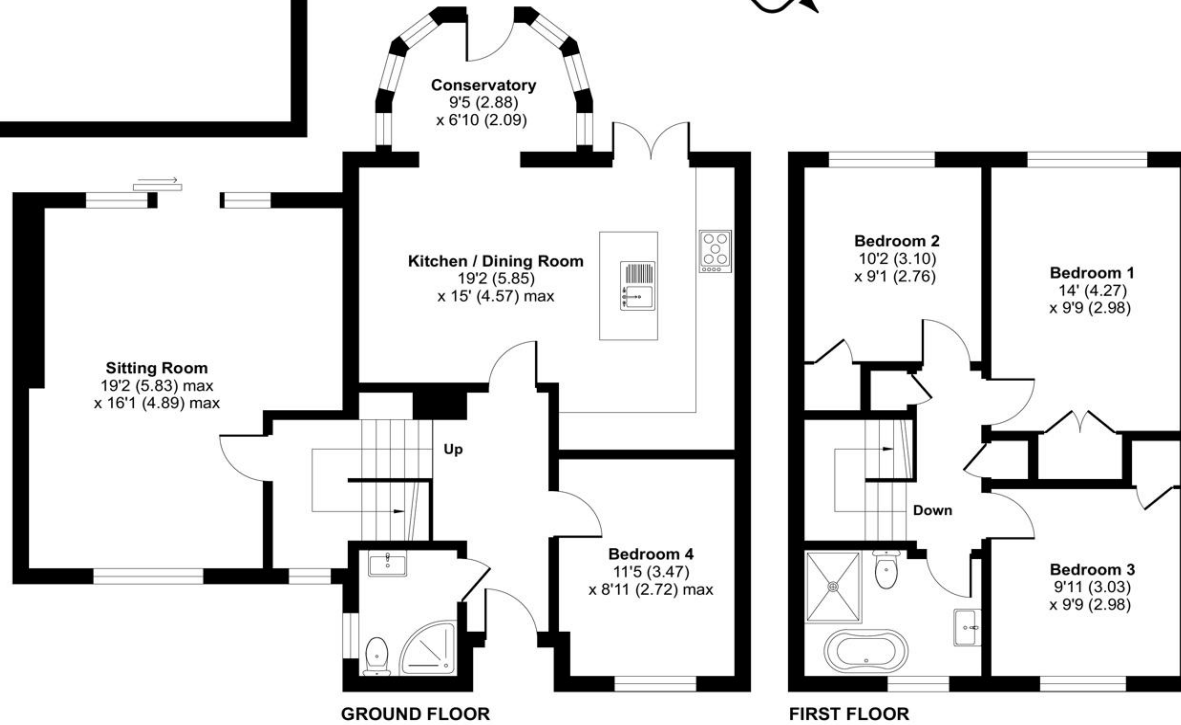 Conservatory
9'5 (2.88)
x 6'10 (2.09)
Kitchen / Dining Room
19'2 (5.85)
x 15' (4.57) max
Sitting Room
19'2 (5.83) max
x 16'1 (4.89) max
Up
Bedroom 4
11'5 (3.47)
x 8'11 (2.72) max
GROUND FLOOR
Bedroom 2
10'2 (3.10)
x 9'1 (2.76)
Bedroom 1
14' (4.27)
x 9'9 (2.98)
Down
Bedroom 3
9'11 (3.03)
x 9'9 (2.98)
FIRST FLOOR